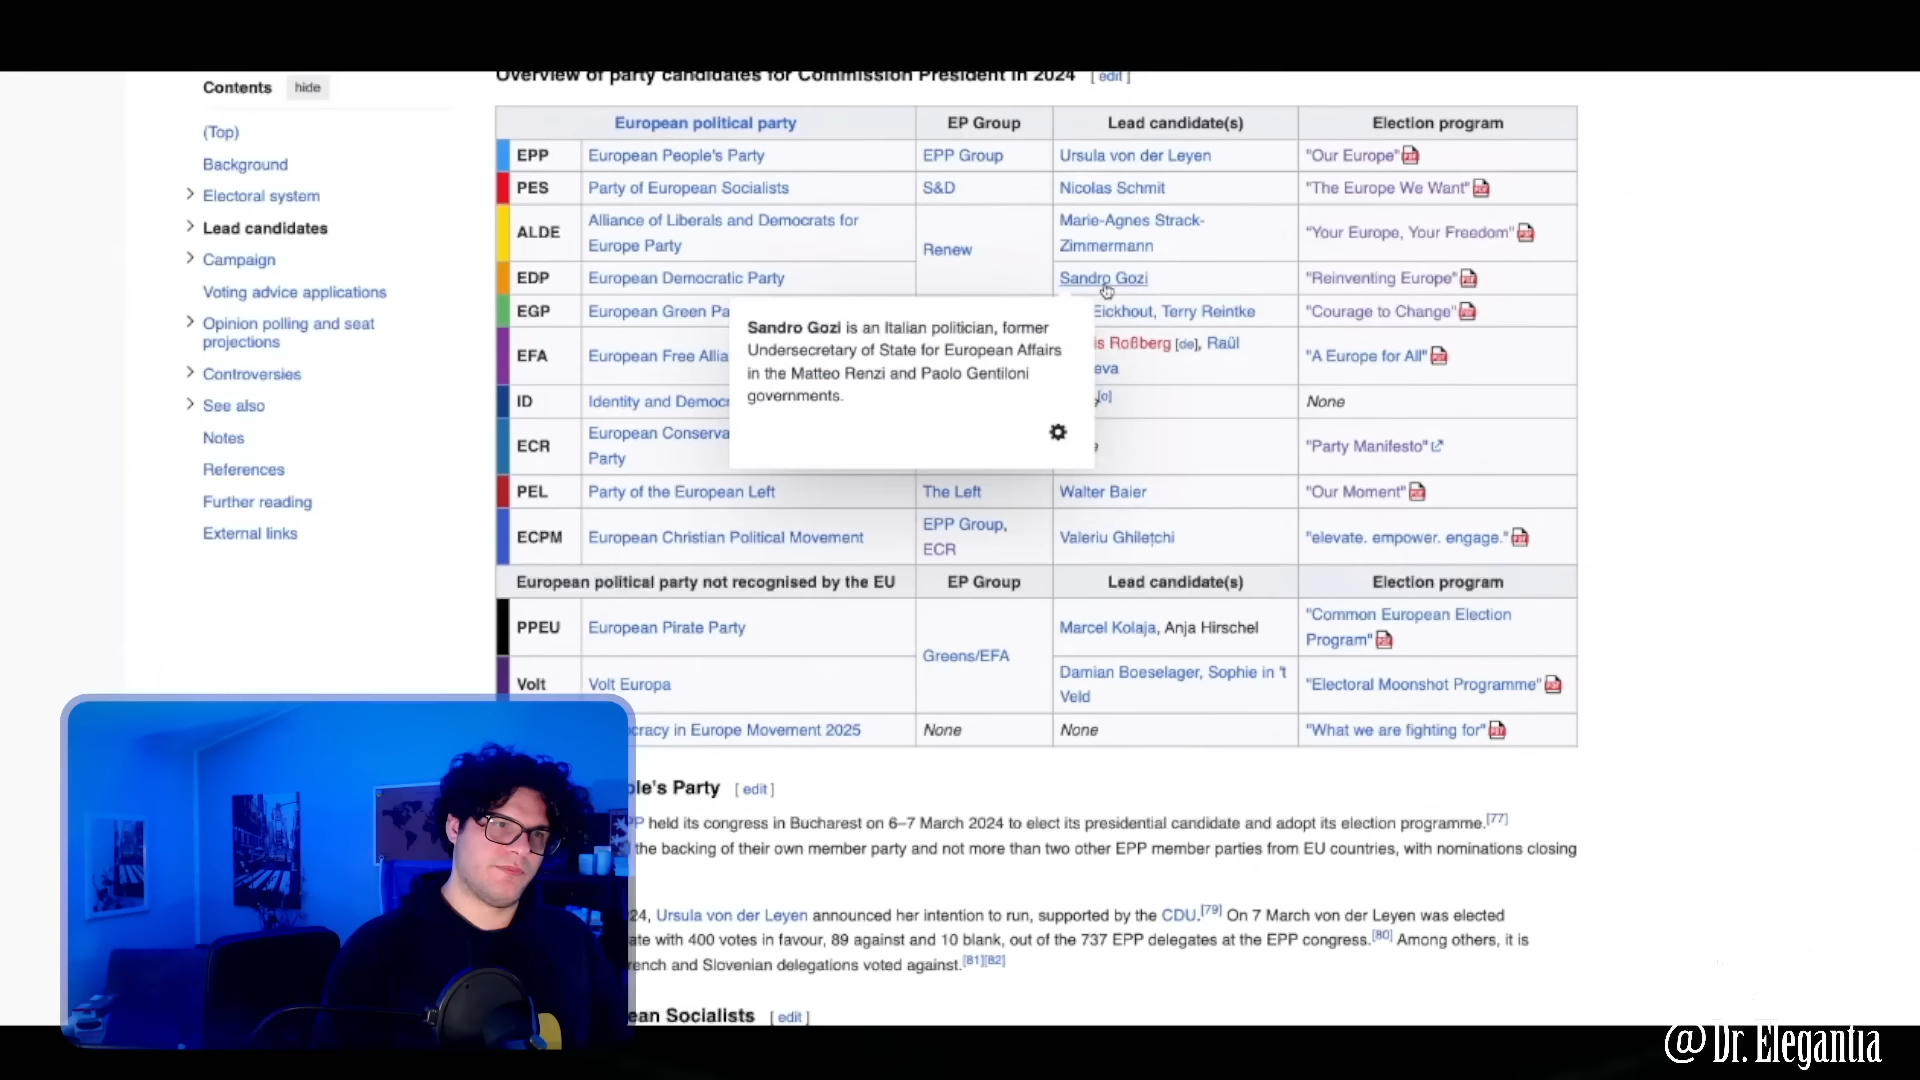 Overview of party candidates for Commission President in 2024 [ edit ]
Contents hide
(Top)
Background
Electoral system
Lead candidates
Campaign
Voting advice applications
Opinion polling and seat
projections
Controversies
See also
Notes
References
Further reading
External links
European political party EP Group Lead candidate(s) Election program
EPP European People's Party EPP Group Ursula von der Leyen "Our Europe"
PES Party of European Socialists S&D Nicolas Schmit "The Europe We Want"
ALDE Alliance of Liberals and Democrats for
Europe Party
Renew
Marie-Agnes Strack-
Zimmermann
"Your Europe, Your Freedom"
EDP European Democratic Party Sandro Gozi "Reinventing Europe"
EGP European Green Pa Eickhout, Terry Reintke "Courage to Change"
EFA European Free Allia s Roßberg [de], Raül
eva
"A Europe for All"
ID Identity and Democr [o] None
ECR European Conserva
Party
"Party Manifesto"
Sandro Gozi is an Italian politician, former
Undersecretary of State for European Affairs
in the Matteo Renzi and Paolo Gentiloni
governments.
PEL Party of the European Left The Left Walter Baier "Our Moment"
ECPM European Christian Political Movement EPP Group,
ECR
Valeriu Ghilețchi "elevate. empower. engage."
European political party not recognised by the EU EP Group Lead candidate(s) Election program
PPEU European Pirate Party Greens/EFA Marcel Kolaja, Anja Hirschel "Common European Election
Program"
Volt Volt Europa Damian Boeselager, Sophie in 't
Veld
"Electoral Moonshot Programme"
cracy in Europe Movement 2025 None None "What we are fighting for"
ple's Party [ edit ]
P held its congress in Bucharest on 6–7 March 2024 to elect its presidential candidate and adopt its election programme.[77]
the backing of their own member party and not more than two other EPP member parties from EU countries, with nominations closing
24, Ursula von der Leyen announced her intention to run, supported by the CDU.[79] On 7 March von der Leyen was elected
ate with 400 votes in favour, 89 against and 10 blank, out of the 737 EPP delegates at the EPP congress.[80] Among others, it is
rench and Slovenian delegations voted against.[81][82]
ean Socialists [ edit ]
@Dr. Elegantia